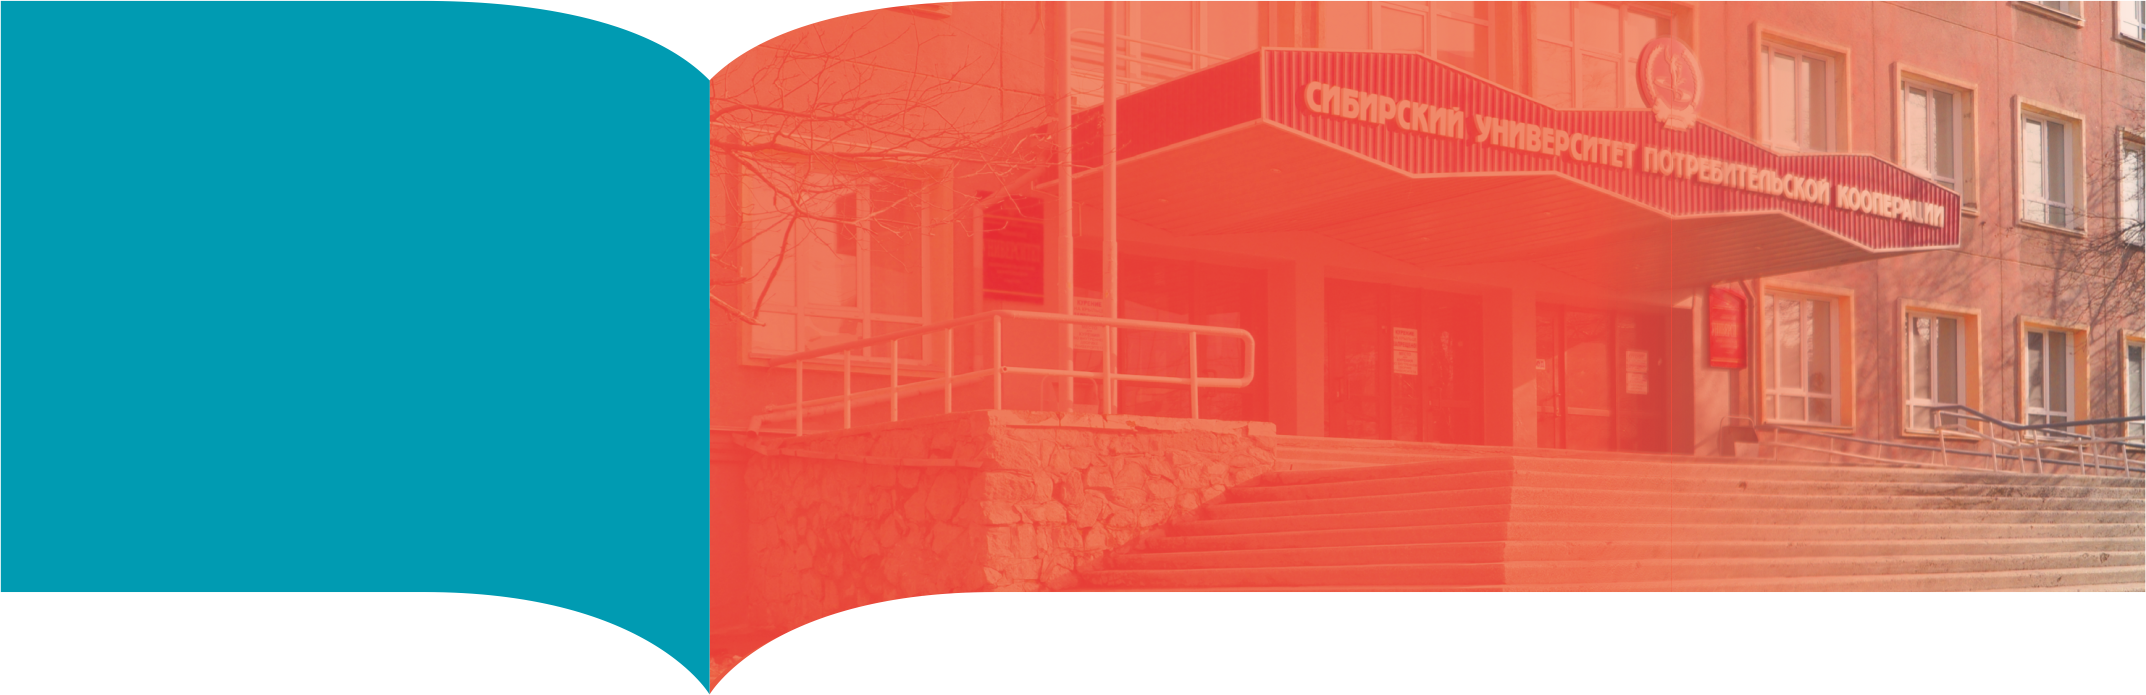 СИБИРСКИЙ УНИВЕРСИТЕТ ПОТРЕБИТЕЛЬСКОЙ КООПЕРАЦИИ